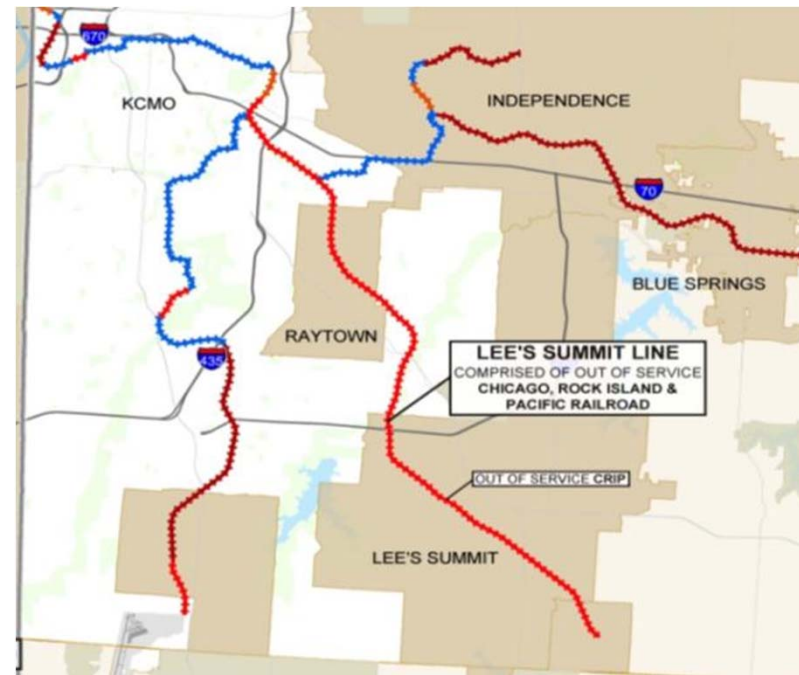 670
KCMO
INDEPENDENCE
70
BLUE SPRINGS
RAYTOWN
435
LEE'S SUMMIT LINE
COMPRISED OF OUT OF SERVICE
CHICAGO, ROCK ISLAND &
PACIFIC RAILROAD
OUT OF SERVICE CRIP
LEE'S SUMMIT